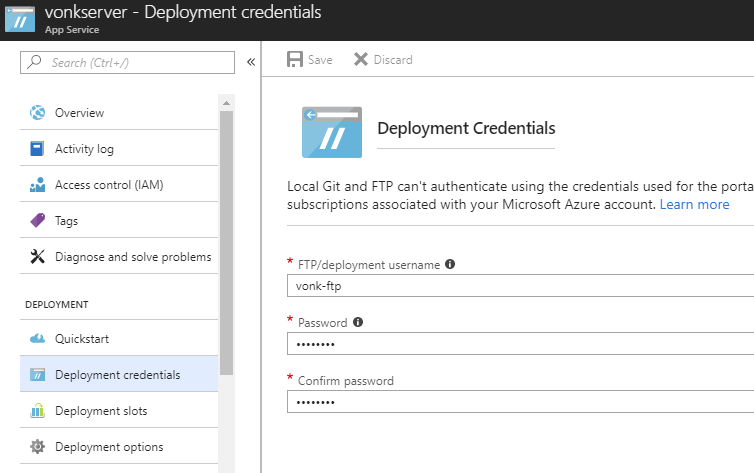 vonkserver - Deployment credentials
App Service
Search (Ctrl+/)
«
Overview
Activity log
Access control (IAM)
Tags
Diagnose and solve problems
DEPLOYMENT
Quickstart
Deployment credentials
Deployment slots
Deployment options
Save
Discard
Deployment Credentials
Local Git and FTP can't authenticate using the credentials used for the porta
subscriptions associated with your Microsoft Azure account. Learn more
* FTP/deployment username
vonk-ftp
* Password
••••••••
* Confirm password
••••••••